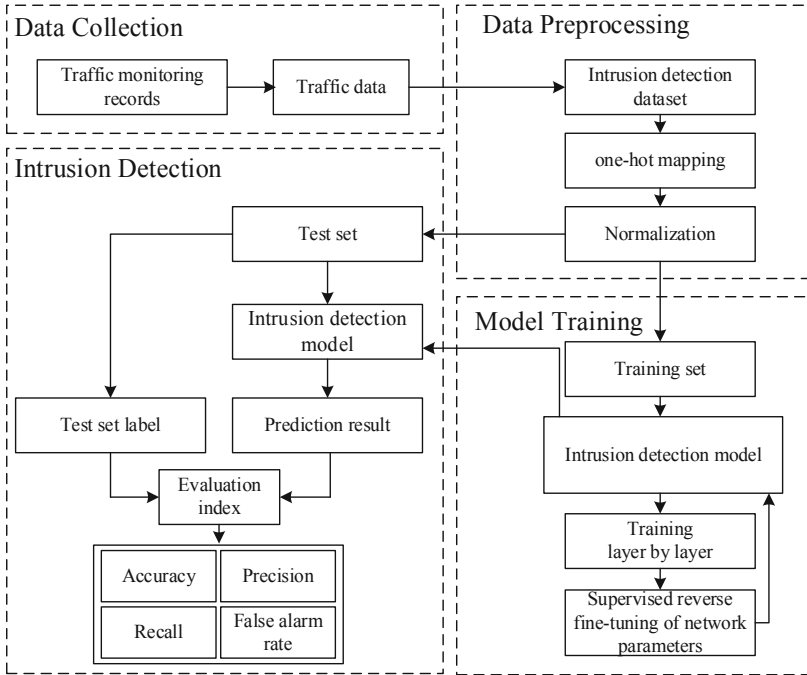 Data Collection
Traffic monitoring
records
Traffic data
Data Preprocessing
Intrusion detection
dataset
one-hot mapping
Normalization
Intrusion Detection
Test set
Intrusion detection
model
Test set label
Prediction result
Evaluation
index
Accuracy
Precision
Recall
False alarm
rate
Model Training
Training set
Intrusion detection model
Training
layer by layer
Supervised reverse
fine-tuning of network
parameters